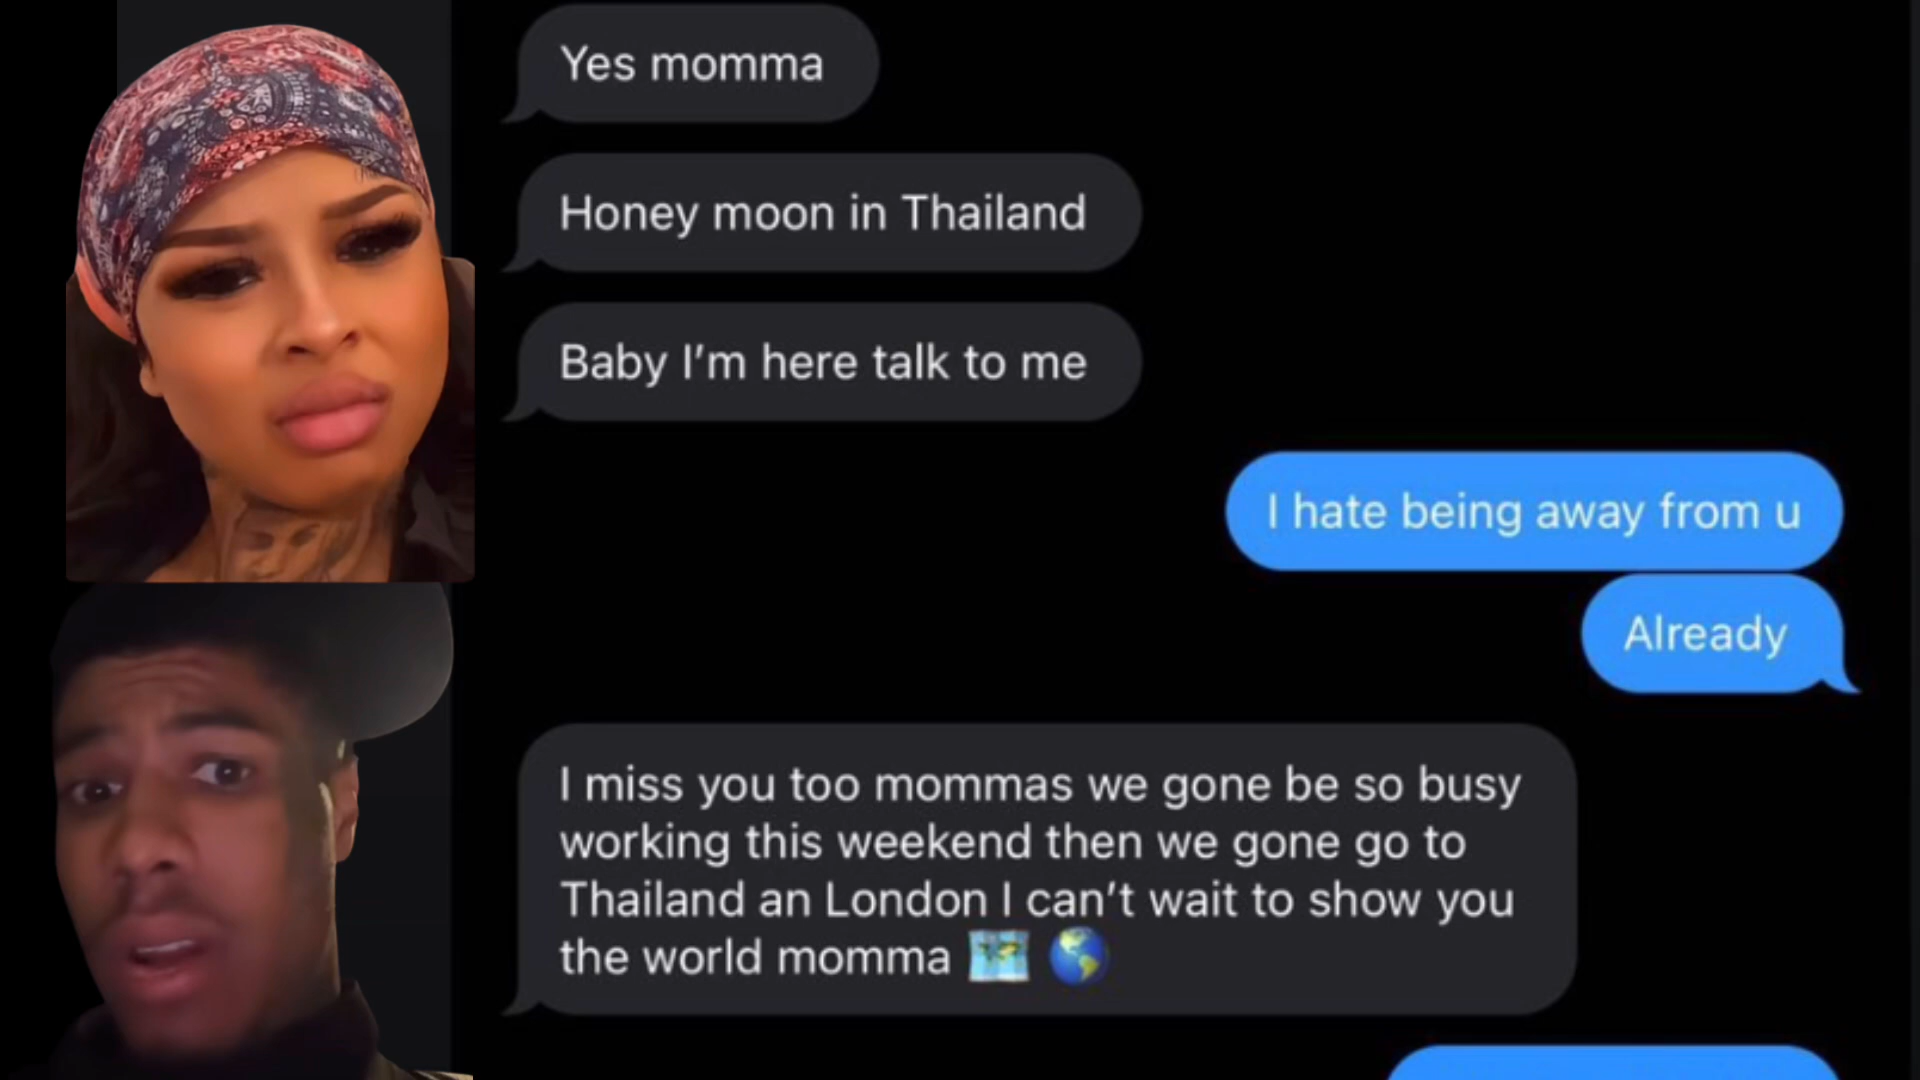 Yes momma
Honey moon in Thailand
Baby I’m here talk to me
I hate being away from u
Already
I miss you too mommas we gone be so busy
working this weekend then we gone go to
Thailand an London I can’t wait to show you
the world momma 🗺️ 🌎